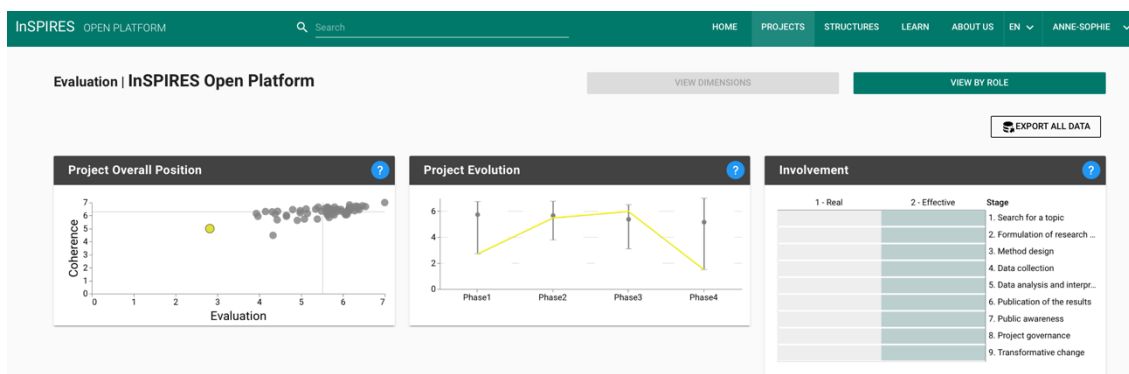 InSPIRES OPEN PLATFORM Search HOME PROJECTS STRUCTURES LEARN ABOUT US EN ANNE-SOPHIE
Evaluation | InSPIRES Open Platform VIEW DIMENSIONS VIEW BY ROLE
EXPORT ALL DATA
Project Overall Position ?
7
6
5
4
3
2
1
0
Coherence
0 1 2 3 4 5 6 7
Evaluation
Project Evolution ?
6
4
2
0
Phase1 Phase2 Phase3 Phase4
Involvement ?
1 - Real 2 - Effective Stage
1. Search for a topic
2. Formulation of research ...
3. Method design
4. Data collection
5. Data analysis and interpr...
6. Publication of the results
7. Public awareness
8. Project governance
9. Transformative change